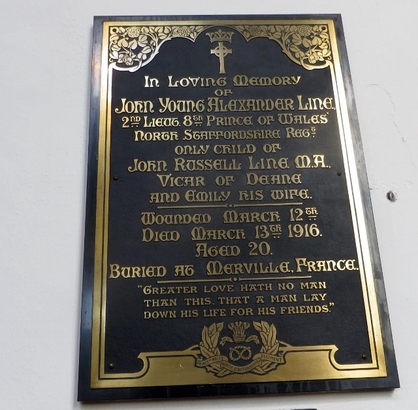 In Loving Memory
of
John Young Alexander Line,
2nd Lieut. 8th Prince of Wales'
North Staffordshire Regt.
only child of
John Russell Line M.A.,
Vicar of Deane
and Emily his wife.
Wounded March 12th
Died March 13th 1916.
Aged 20.
Buried at Merville, France.
"Greater love hath no man
than this, that a man lay
down his life for his friends."